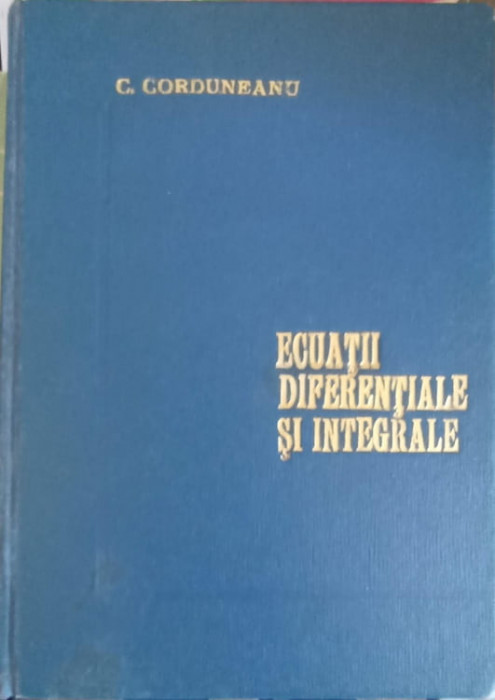 C. CORDUNEANU
ECUAŢII
DIFERENŢIALE
ŞI INTEGRALE